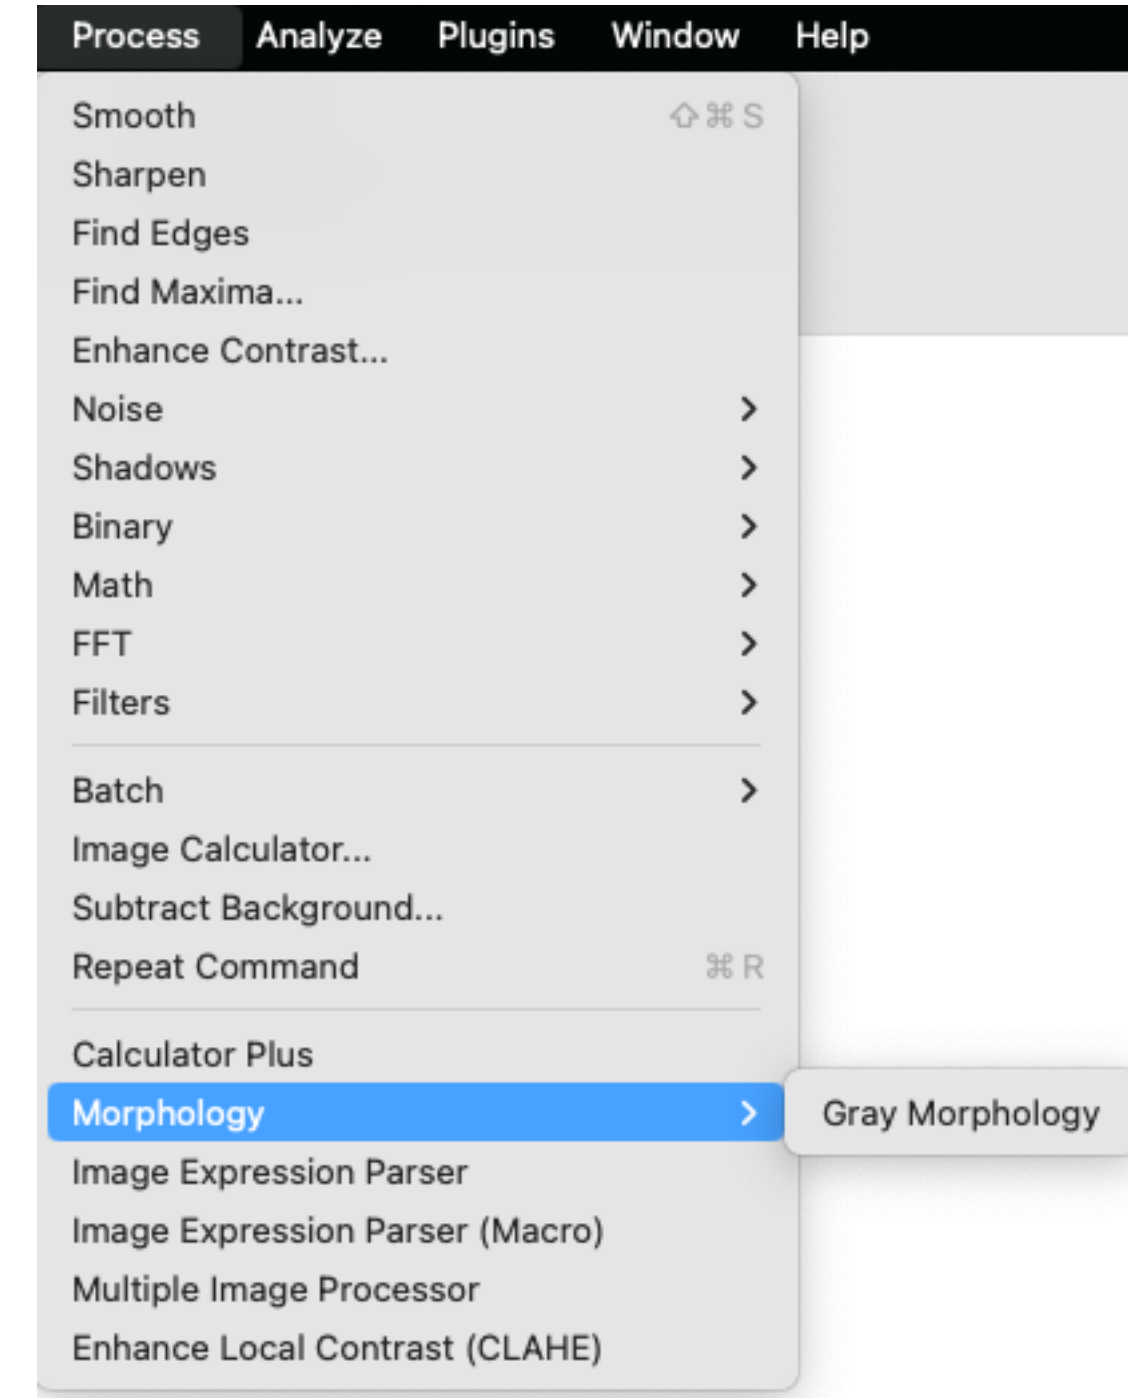 Process Analyze Plugins Window Help
Smooth ⇧⌘S
Sharpen
Find Edges
Find Maxima...
Enhance Contrast...
Noise
Shadows
Binary
Math
FFT
Filters
Batch
Image Calculator...
Subtract Background...
Repeat Command ⌘R
Calculator Plus
Morphology Gray Morphology
Image Expression Parser
Image Expression Parser (Macro)
Multiple Image Processor
Enhance Local Contrast (CLAHE)